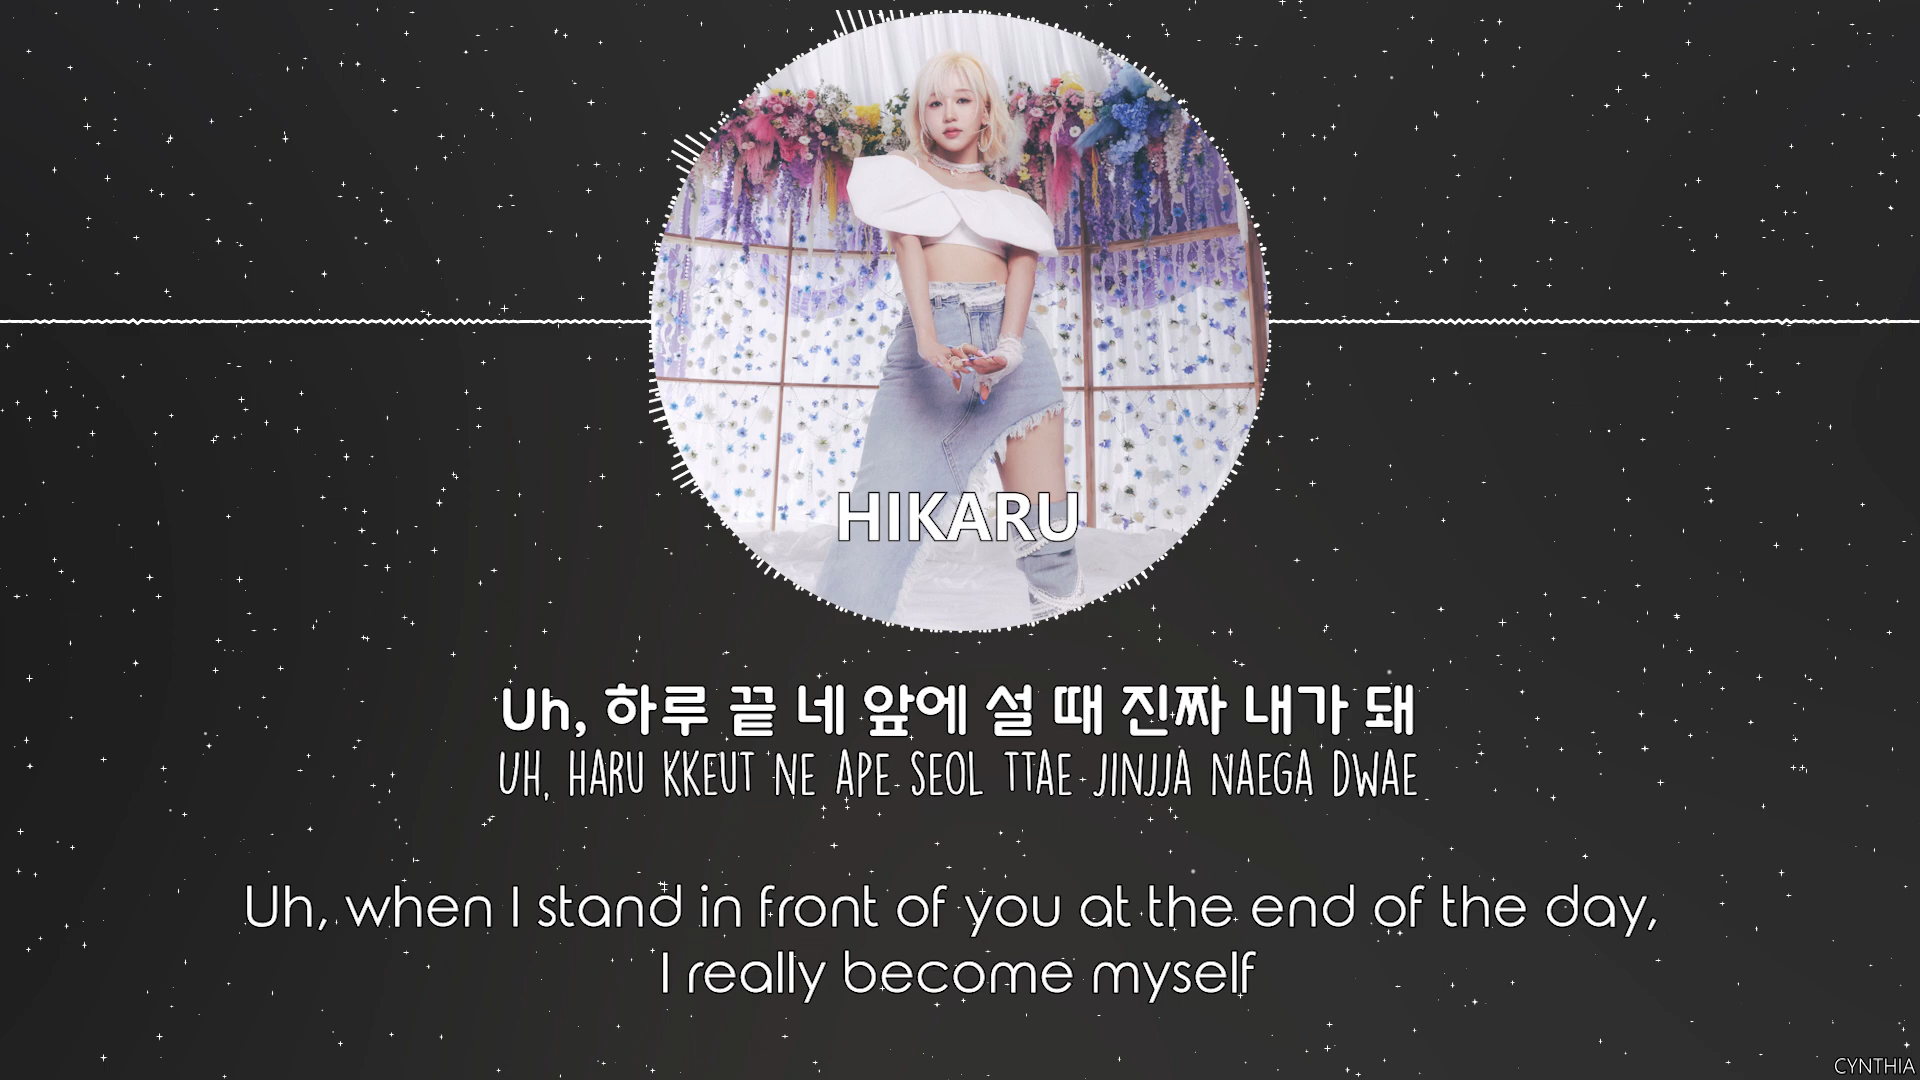 HIKARU
Uh, 하루 끝 네 앞에 설 때 진짜 내가 돼
UH, HARU KKEUT NE APE SEOL TTAE JINJJA NAEGA DWAE
Uh, when I stand in front of you at the end of the day,
I really become myself
CYNTHIA